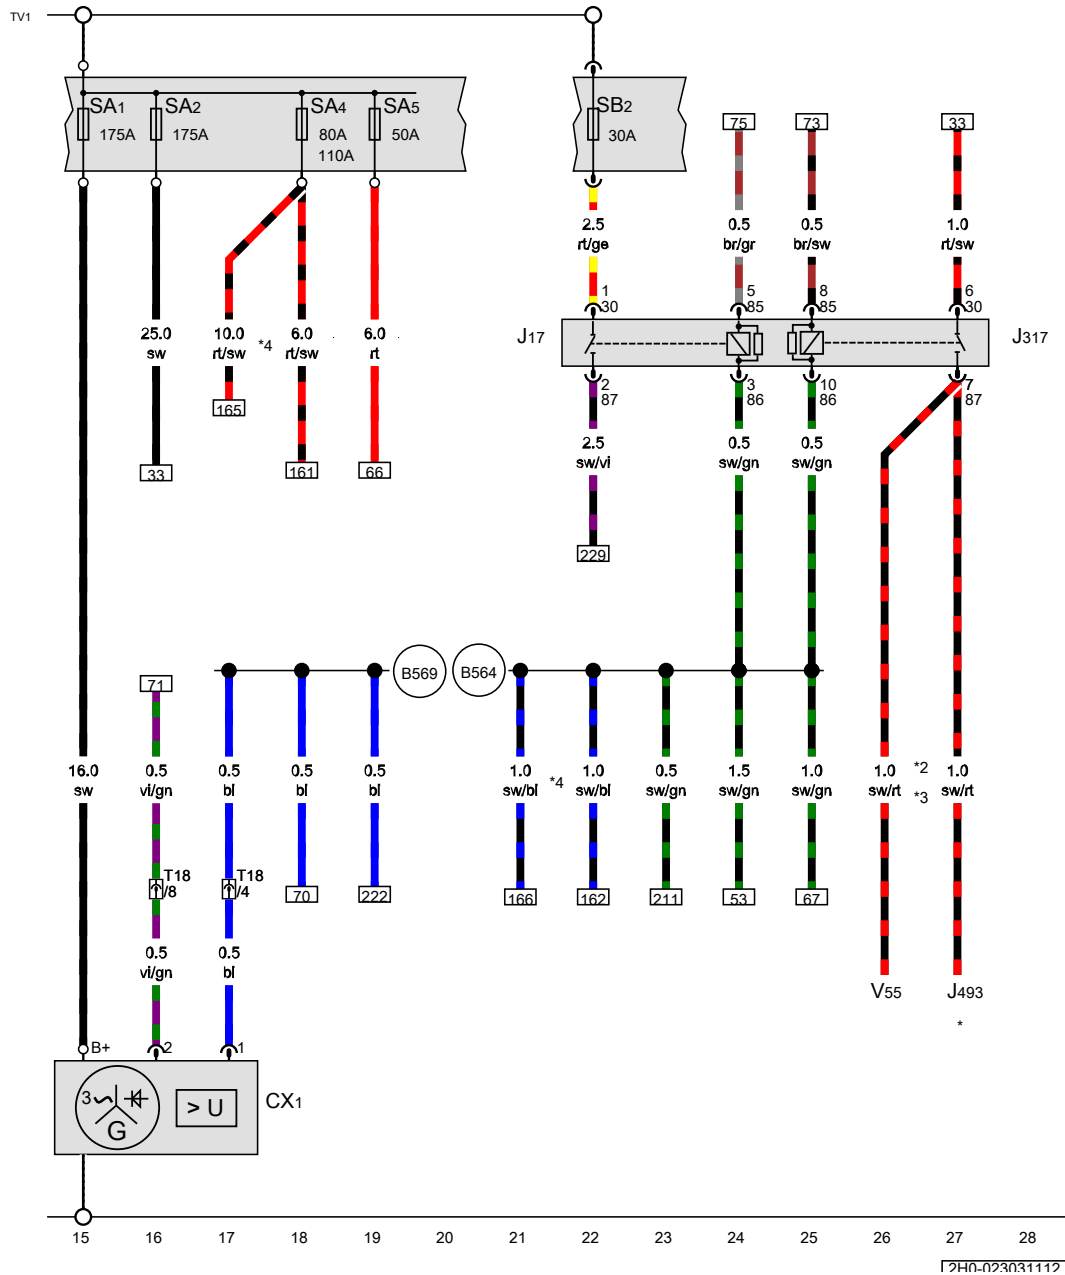 TV1
SA1 SA2 SA4 SA5 SB2
175A 175A 80A 50A 30A
110A
75 73 33
2.5 0.5 0.5 1.0
rt/ge br/gr br/sw rt/sw
1 5 8 6
30 85 85 30
25.0 10.0 6.0 6.0
sw rt/sw *4 rt/sw rt
J17 J317
2 3 10 7
87 86 86 87
165
2.5 0.5 0.5
sw/vi sw/gn sw/gn
33 161 66
229
B569 B564
71
16.0 0.5 0.5 0.5 0.5 1.0 1.0 0.5 1.5 1.0 1.0 *2 1.0
sw vi/gn bl bl bl sw/bl *4 sw/bl sw/gn sw/gn sw/gn sw/rt *3 sw/rt
T18 T18
/8 /4
70 222 166 162 211 53 67
0.5 0.5
vi/gn bl
V55 J493
*
B+ 2 1
3 G > U CX1
15 16 17 18 19 20 21 22 23 24 25 26 27 28
2H0-023031112